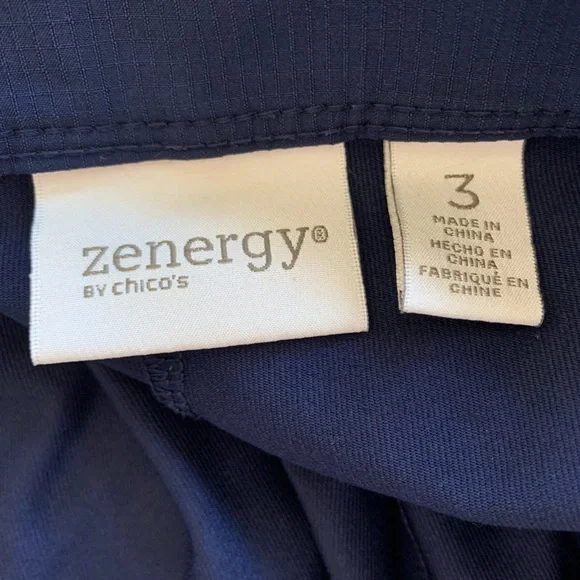 zenergy®
BY chico's
3
MADE IN
CHINA
HECHO EN
CHINA
FABRIQUÉ EN
CHINE